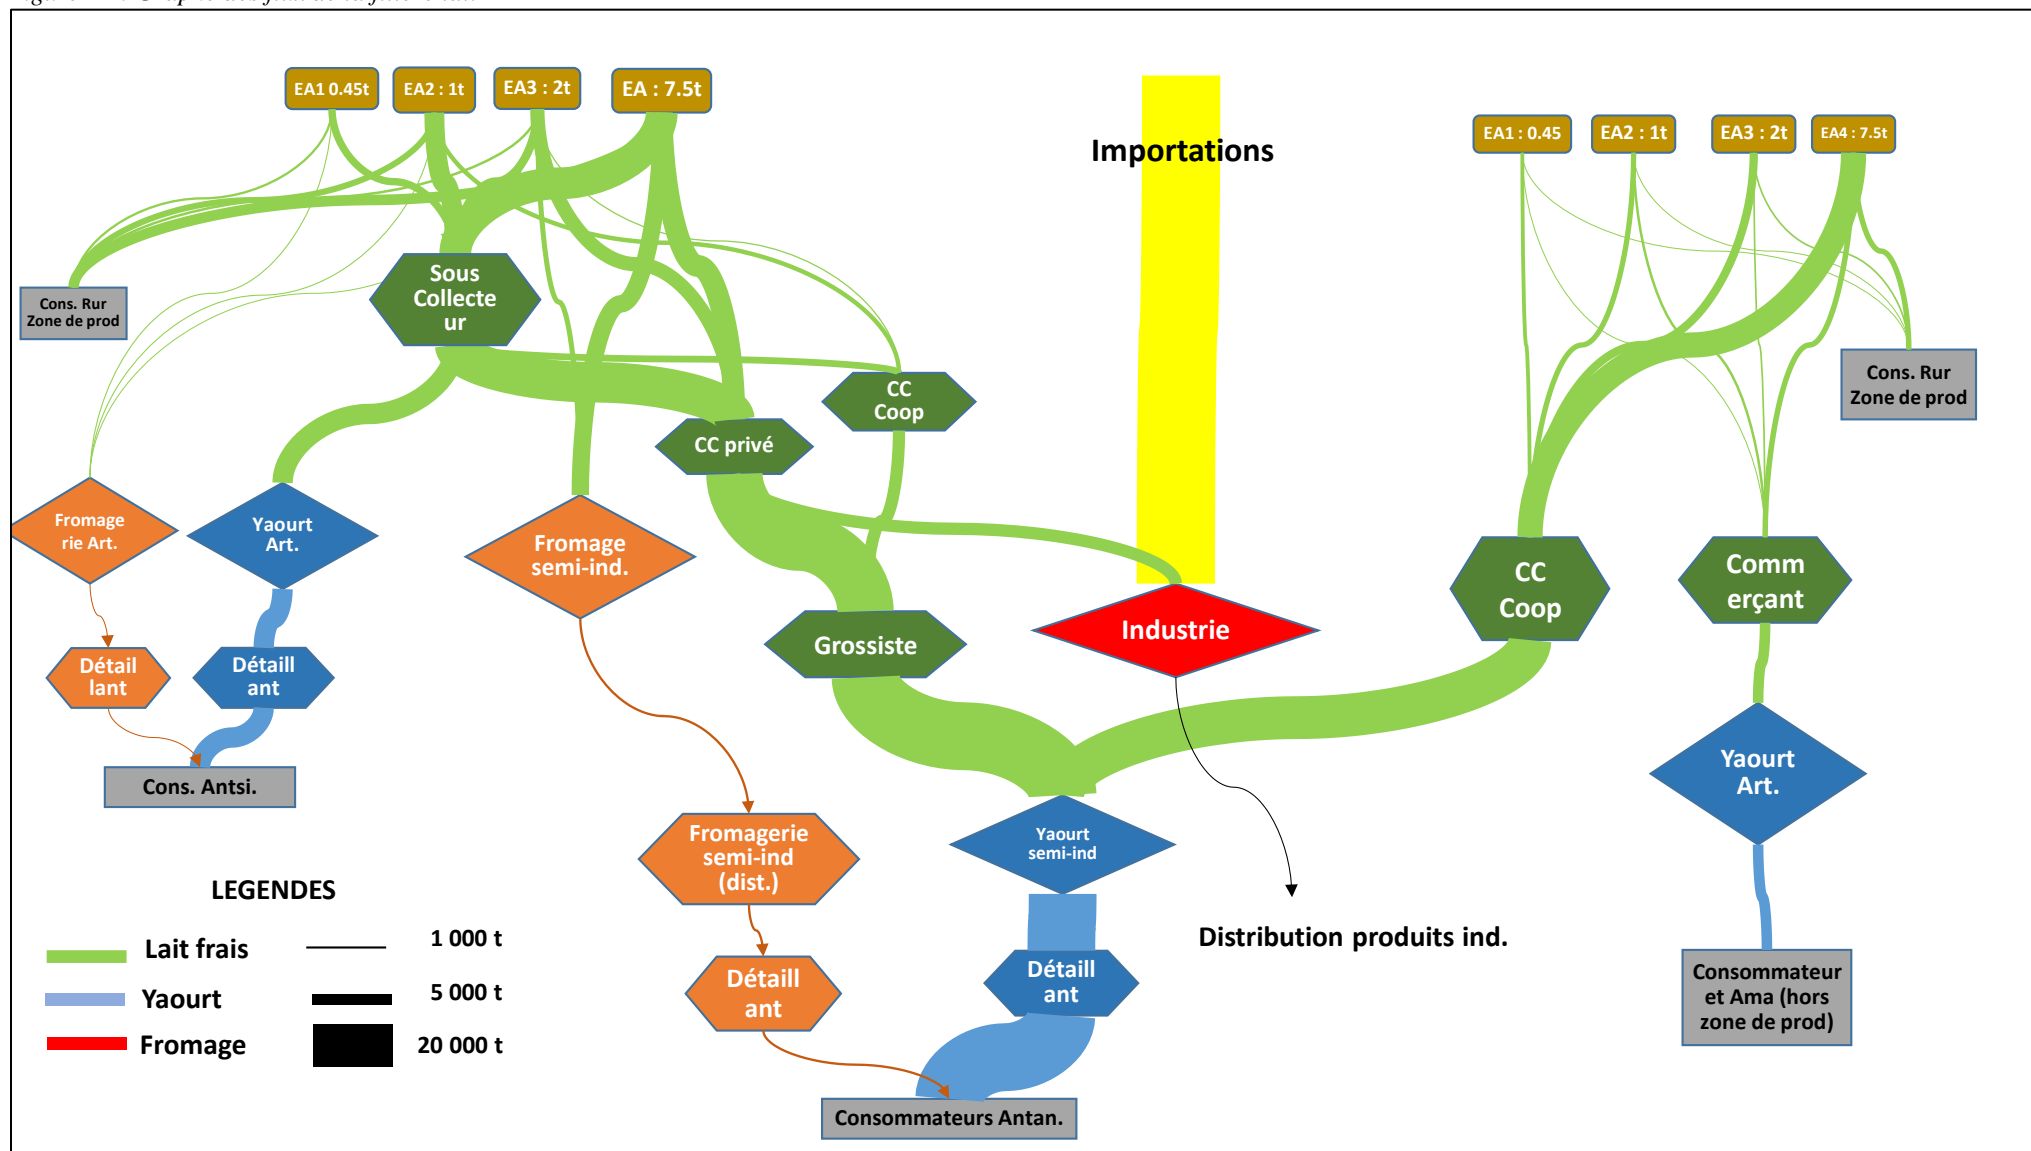 EA1 0.45t
EA2 : 1t
EA3 : 2t
EA : 7.5t
Importations
EA1 : 0.45
EA2 : 1t
EA3 : 2t
EA4 : 7.5t
Sous
Collecte
ur
Cons. Rur
Zone de prod
CC
Coop
CC privé
Cons. Rur
Zone de prod
Fromage
rie Art.
Yaourt
Art.
Fromage
semi-ind.
CC
Coop
Comm
erçant
Grossiste
Industrie
Détail
lant
Détaill
ant
Cons. Antsi.
Yaourt
Art.
Fromagerie
semi-ind
(dist.)
Yaourt
semi-ind
LEGENDES
Lait frais
1 000 t
Yaourt
5 000 t
Fromage
20 000 t
Distribution produits ind.
Détaill
ant
Détaill
ant
Consommateur
et Ama (hors
zone de prod)
Consommateurs Antan.